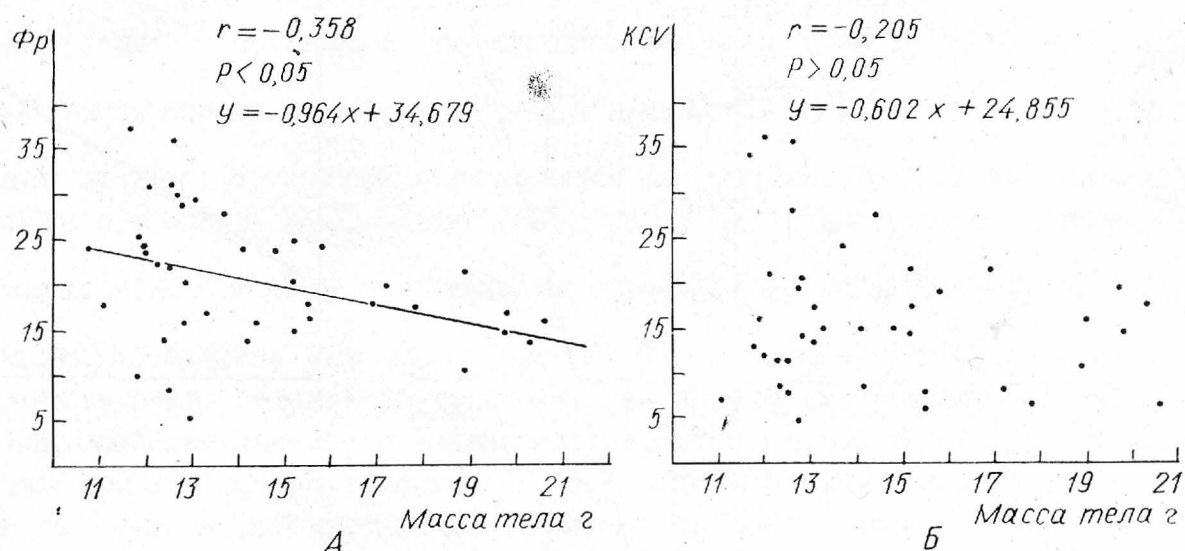 Фр
r = -0,358
P < 0,05
y = -0,964x + 34,679
35
25
15
5
11 13 15 17 19 21
Масса тела г
А
KCV
r = -0,205
P > 0,05
y = -0,602 x + 24,855
35
25
15
5
11 13 15 17 19 21
Масса тела г
Б